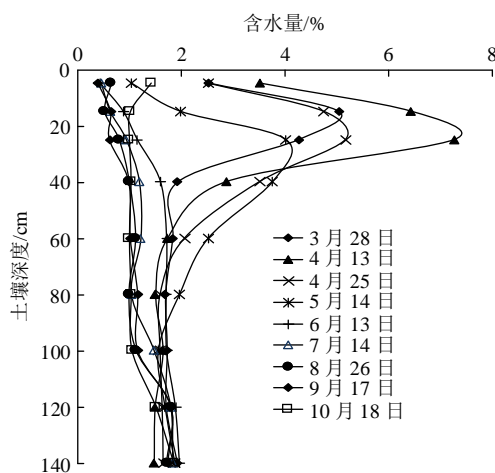 含水量/%
0 2 4 6 8
0
20
40
60
80
100
120
140
土壤深度/cm
3 月 28 日
4 月 13 日
4 月 25 日
5 月 14 日
6 月 13 日
7 月 14 日
8 月 26 日
9 月 17 日
10 月 18 日